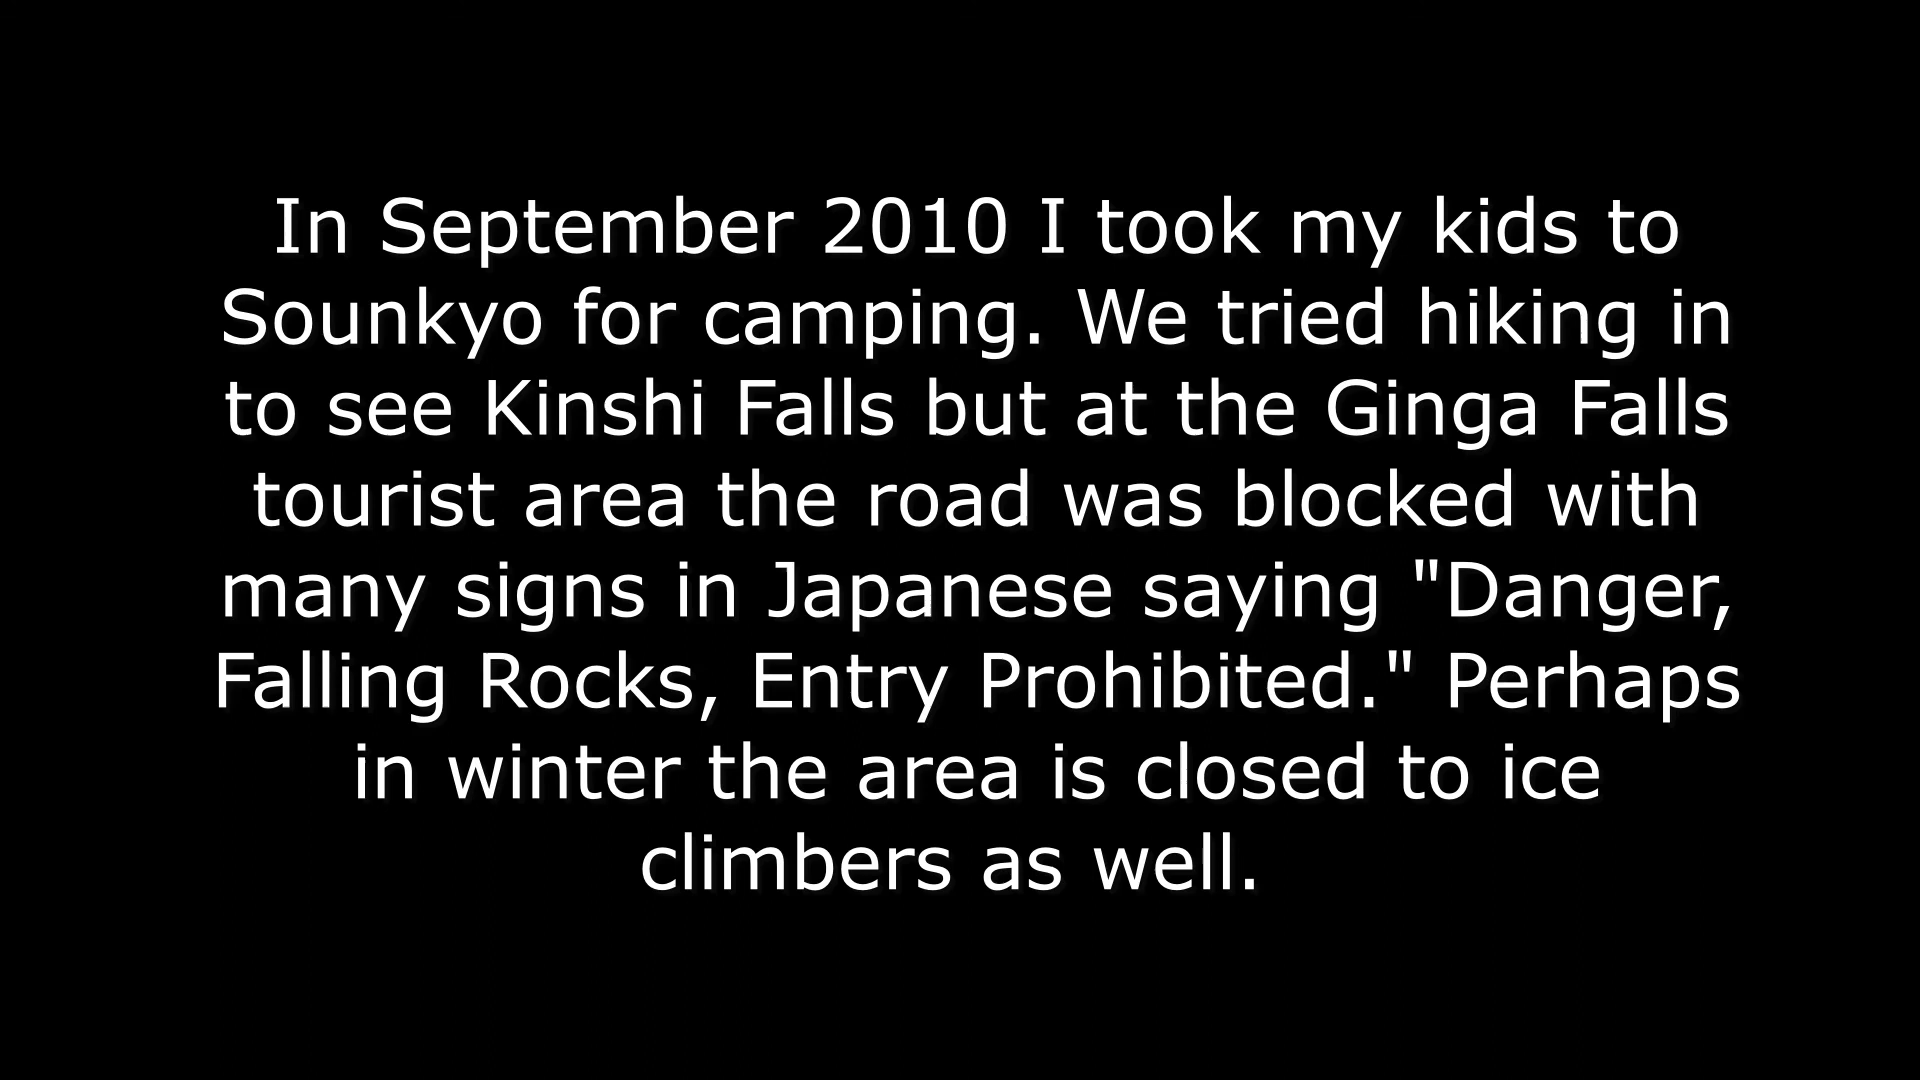 In September 2010 I took my kids to
Sounkyo for camping. We tried hiking in
to see Kinshi Falls but at the Ginga Falls
tourist area the road was blocked with
many signs in Japanese saying "Danger,
Falling Rocks, Entry Prohibited." Perhaps
in winter the area is closed to ice
climbers as well.